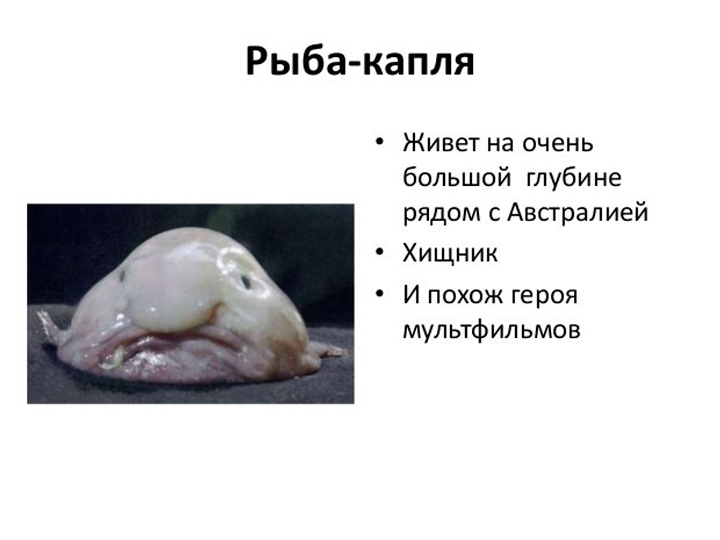 Рыба-капля
• Живет на очень
большой  глубине
рядом с Австралией
• Хищник
• И похож героя
мультфильмов